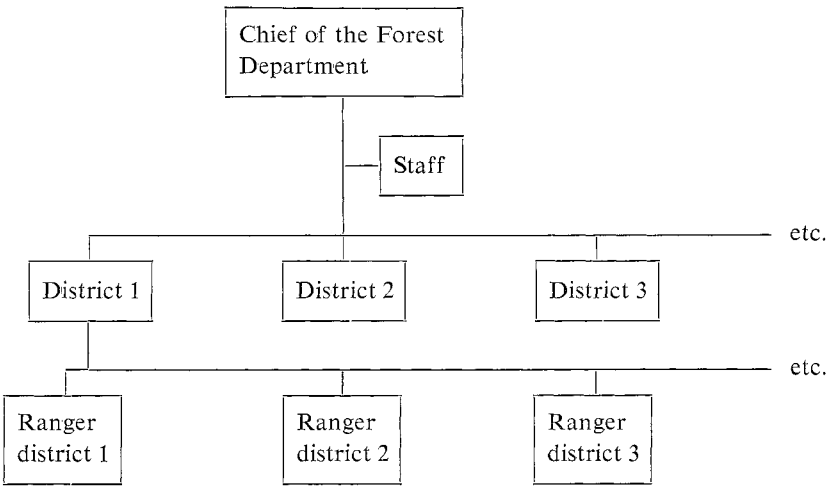 Chief of the Forest
Department
Staff
etc.
District 1
District 2
District 3
etc.
Ranger
district 1
Ranger
district 2
Ranger
district 3